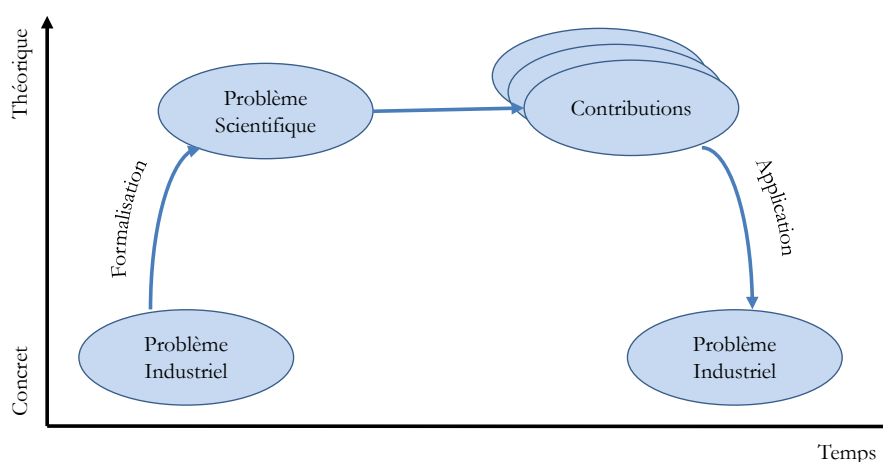 Théorique
Problème
Scientifique
Contributions
Formalisation
Application
Problème
Industriel
Problème
Industriel
Concret
Temps